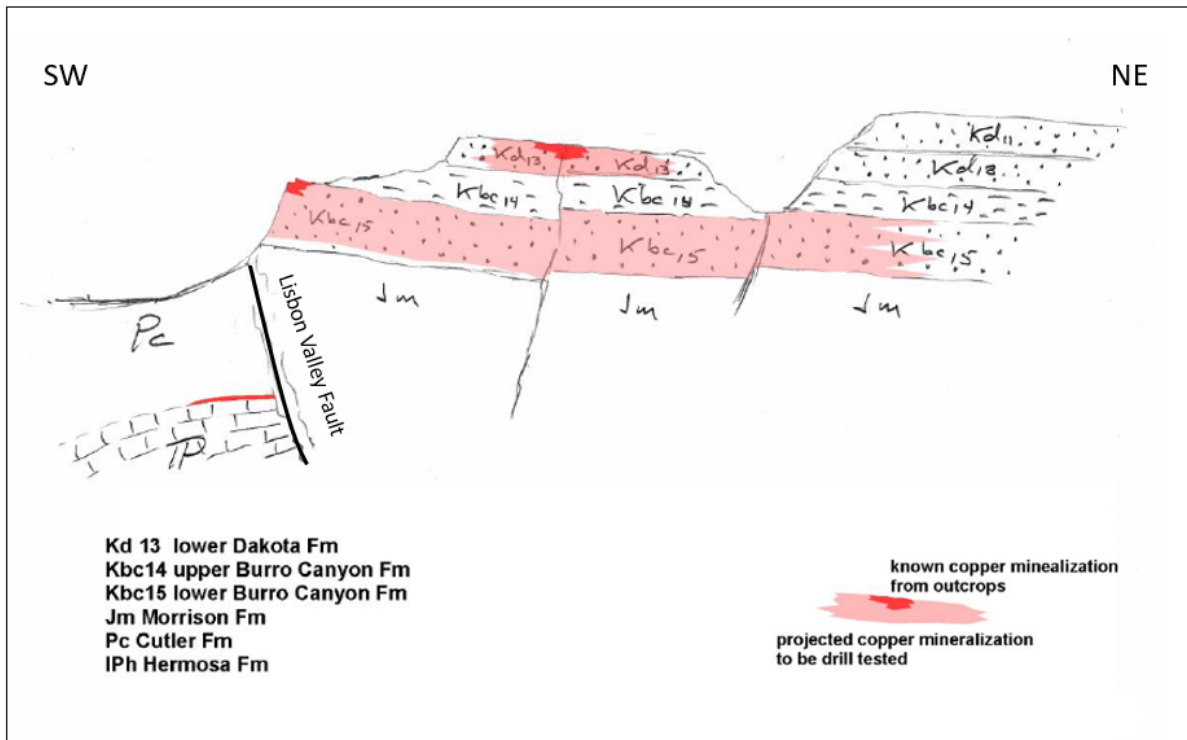 SW
NE
Kd11
Kd13
Kd13
Kd13
Kbc14
Kbc14
Kbc14
Kbc15
Kbc15
Kbc15
Jm
Jm
Jm
Pc
Lisbon Valley Fault
IP
Kd 13 lower Dakota Fm
Kbc14 upper Burro Canyon Fm
Kbc15 lower Burro Canyon Fm
Jm Morrison Fm
Pc Cutler Fm
IPh Hermosa Fm
known copper minealization
from outcrops
projected copper mineralization
to be drill tested